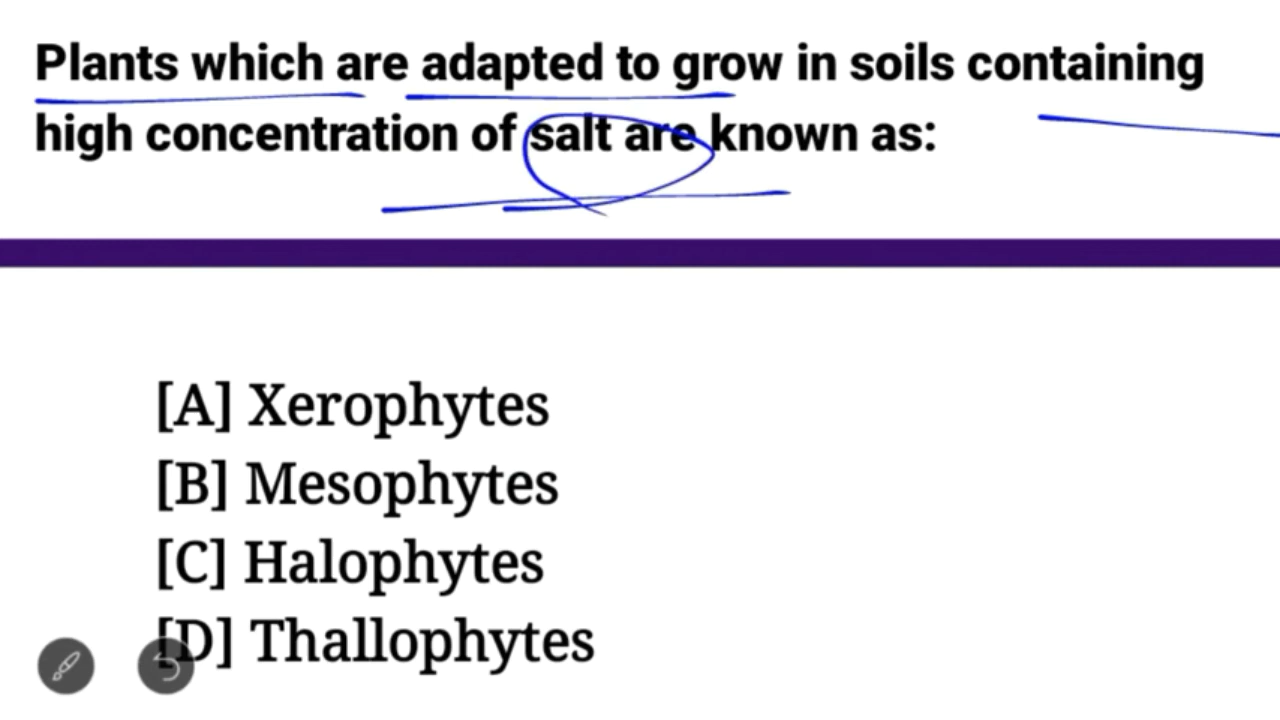 Plants which are adapted to grow in soils containing
high concentration of salt are known as:
[A] Xerophytes
[B] Mesophytes
[C] Halophytes
[D] Thallophytes